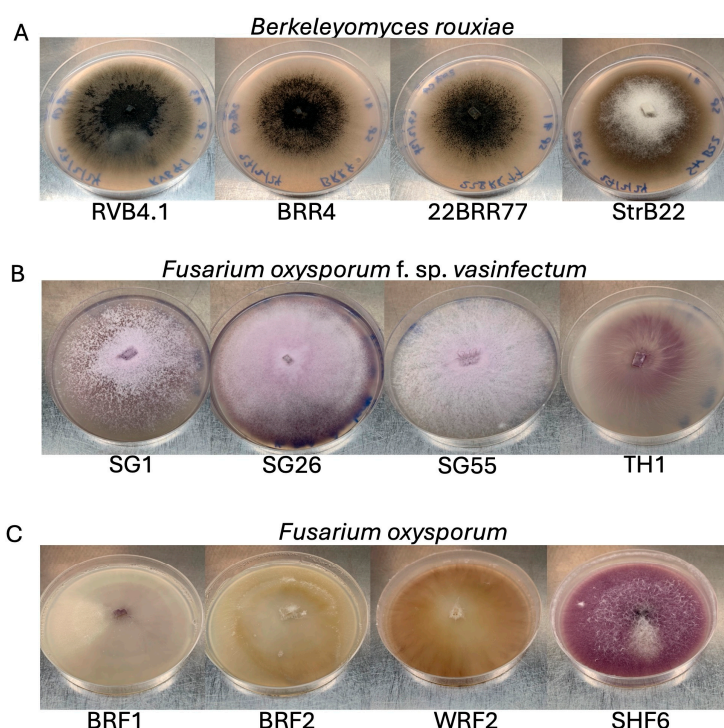 A
Berkeleyomyces rouxiae
RVB4.1
BRR4
22BRR77
StrB22
B
Fusarium oxysporum f. sp. vasinfectum
SG1
SG26
SG55
TH1
C
Fusarium oxysporum
BRF1
BRF2
WRF2
SHF6